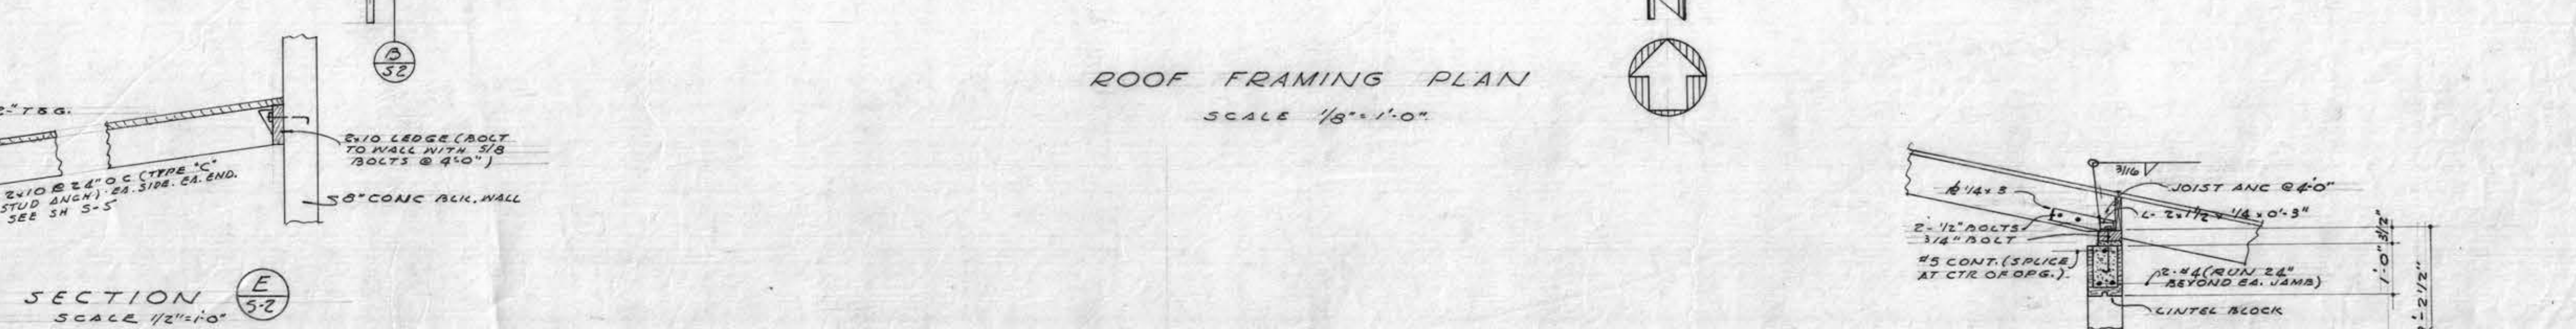 B
S2
2x10 LEDGE (BOLT
TO WALL WITH 5/8
BOLTS @ 4'-0")
2x10 @ 24" O C (TYPE "C"
STUD ANCH) EA. SIDE. EA. END.
SEE SH S-5
8" CONC BLK. WALL
SECTION
E
S-2
SCALE 1/2"=1'-0"
ROOF FRAMING PLAN
SCALE 1/8"=1'-0"
N
3/16
JOIST ANC @ 4'-0"
1/4 x 3
L- 2x1/2 x 1/4 x 0'-3"
2-1/2" BOLTS
3/4" BOLT
#5 CONT. (SPLICE
AT CTR OF OPG.)
2-#4 (RUN 24"
BEYOND EA. JAMB)
LINTEL BLOCK
3 1/2"
1'-0"
'-2 1/2"